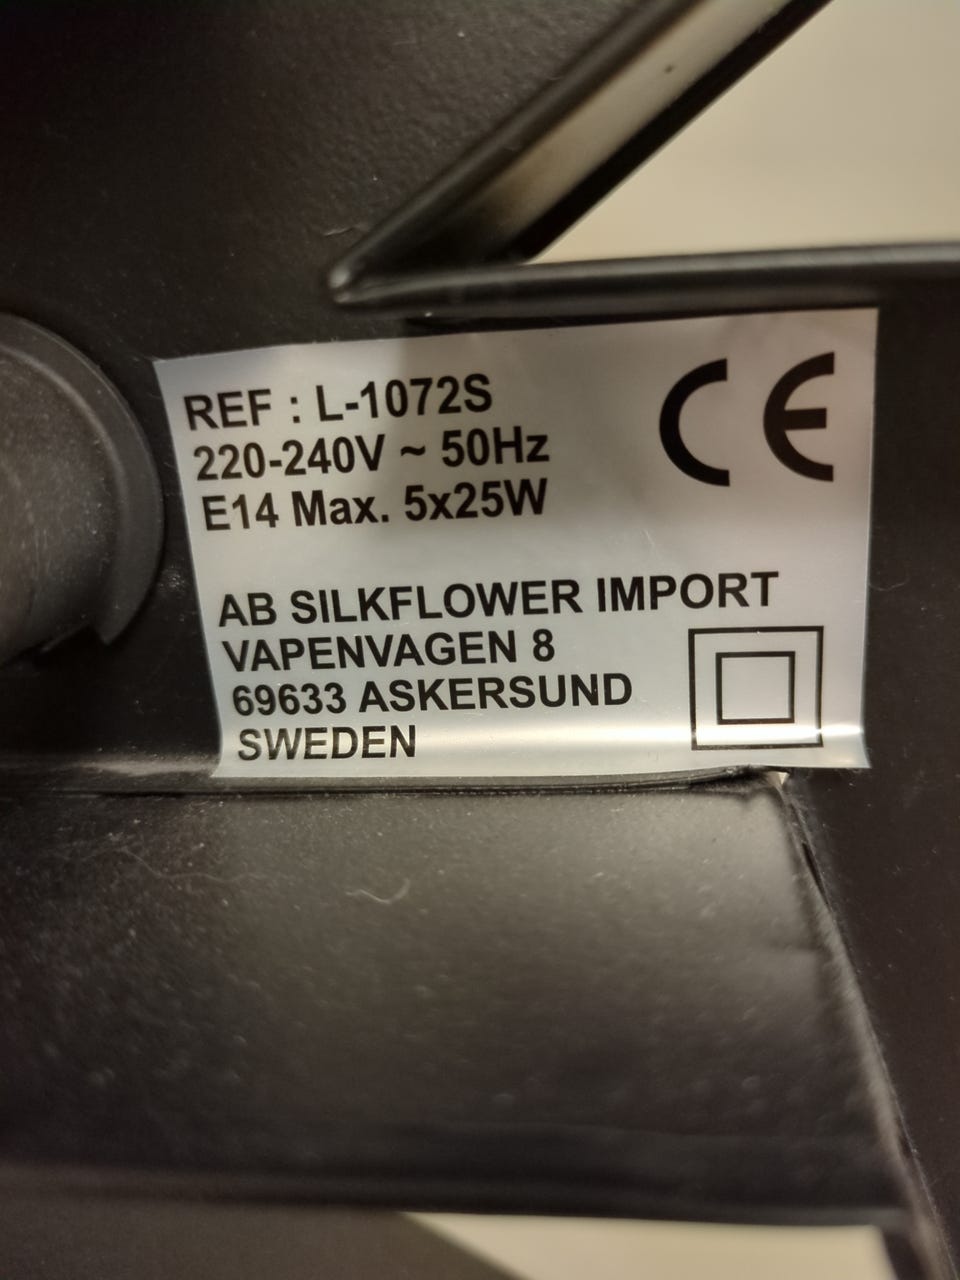 REF : L-1072S
220-240V ~ 50Hz
E14 Max. 5x25W
CE
AB SILKFLOWER IMPORT
VAPENVAGEN 8
69633 ASKERSUND
SWEDEN